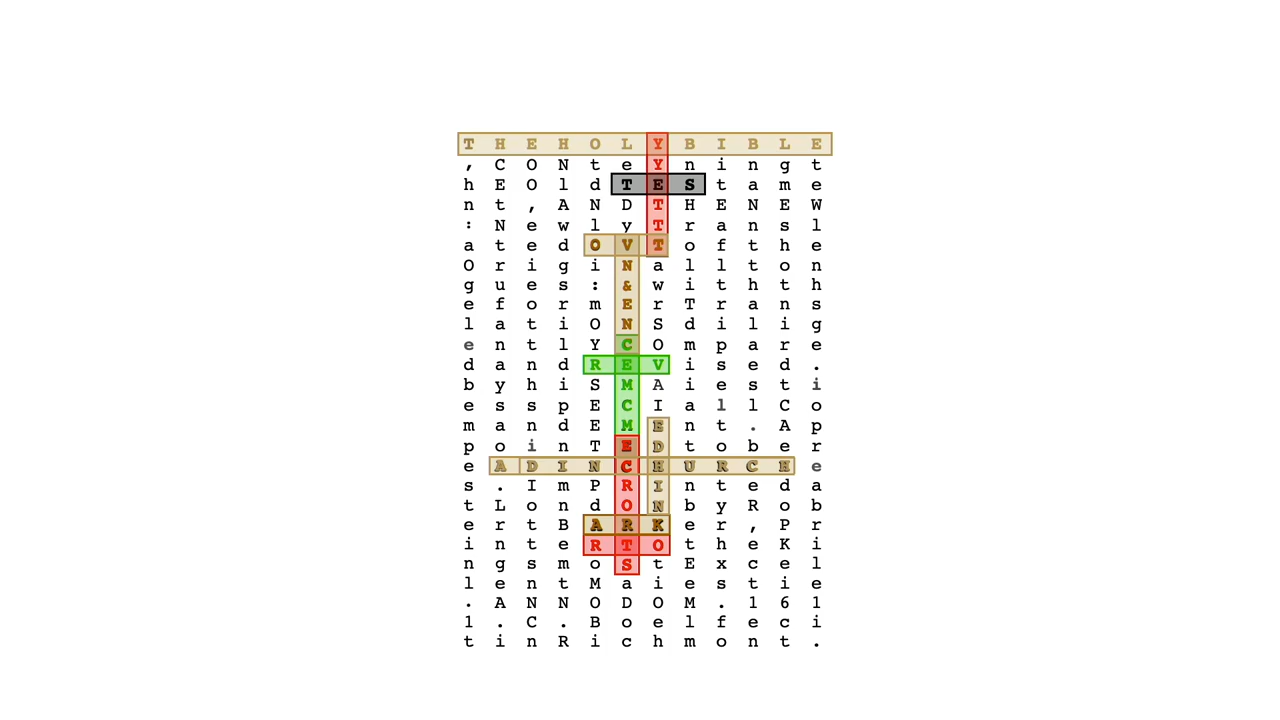 T H E H O L Y B I B L E
, C O N t e Y n i n g t
h E O l d T E S t a m e
n t , A N D T H E N E W
: N e w l y T r a n s l
a t e d O V T o f t h e
O r i g i N a l l t o n
g u e s : & w i t h t h
e f o r m E r T r a n s
l a t i O N S d i l i g
e n t l Y C O m p a r e
d a n d R E V i s e d .
b y h i S M A i e s t i
e s s p E C I a l l C o
m a n d E M E n t . A p
p o i n T E D t o b e r
e A D I N C H U R C H e
s . I m P R I n t e d a
t L o n d O N b y R o b
e r t B A R K e r , P r
i n t e R T O t h e K i
n g s m o S t E x c e l
l e n t M a i e s t i e
. A N N O D O M . 1 6 1
1 . C . B o e l f e c i
t i n R i c h m o n t .